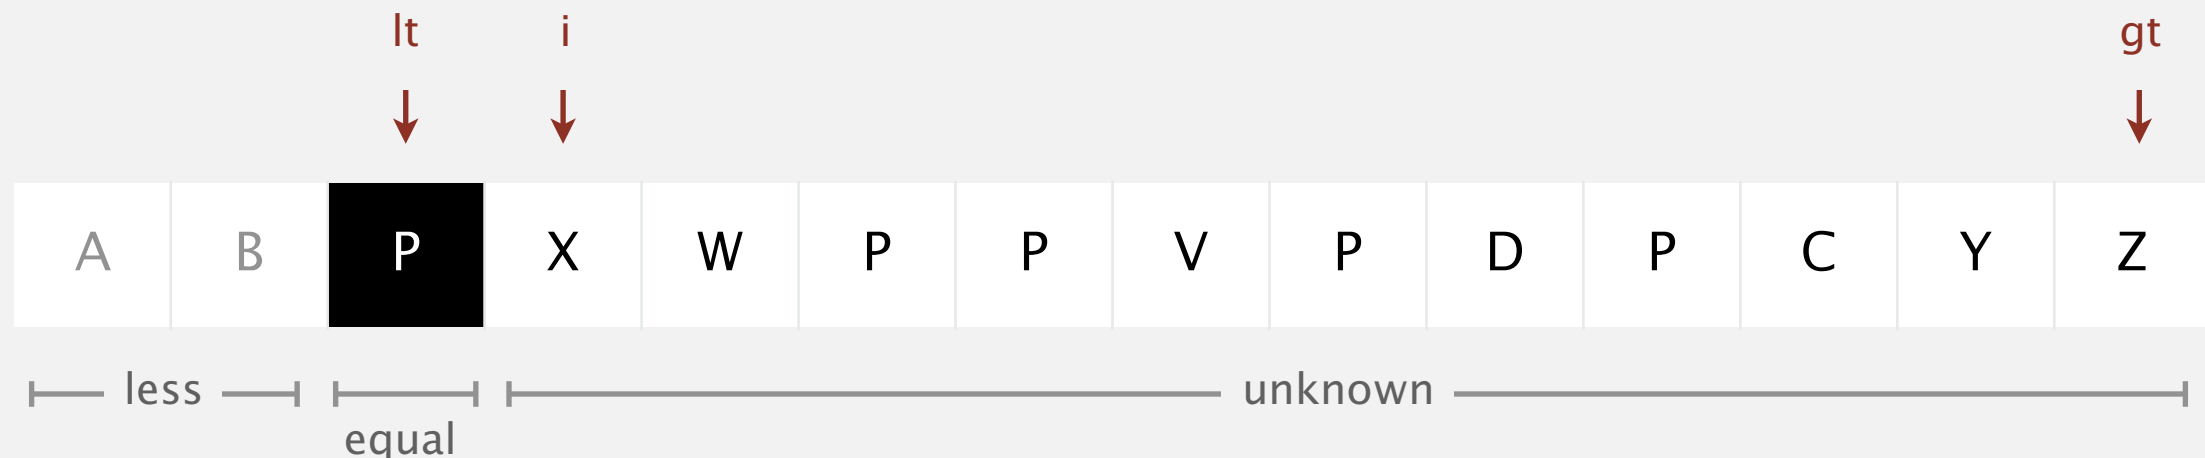 lt i gt
A B P X W P P V P D P C Y Z
less unknown
equal